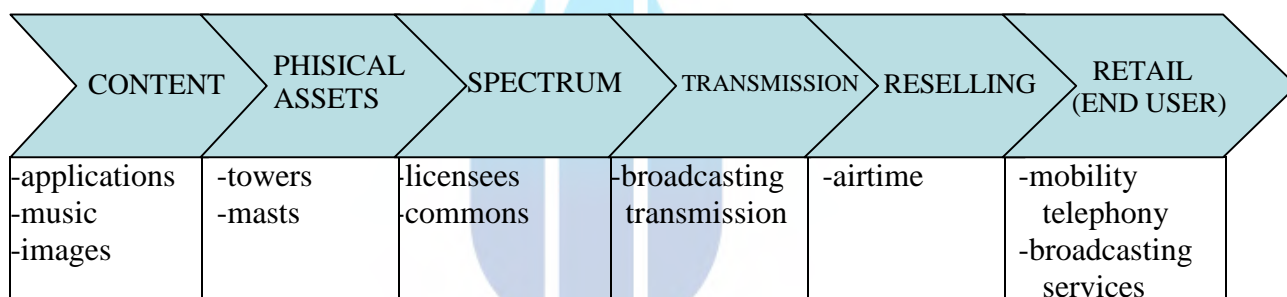 CONTENT
PHISICAL
ASSETS
SPECTRUM
TRANSMISSION
RESELLING
RETAIL
(END USER)
-applications
-music
-images
-towers
-masts
-licensees
-commons
-broadcasting
transmission
-airtime
-mobility
telephony
-broadcasting
services